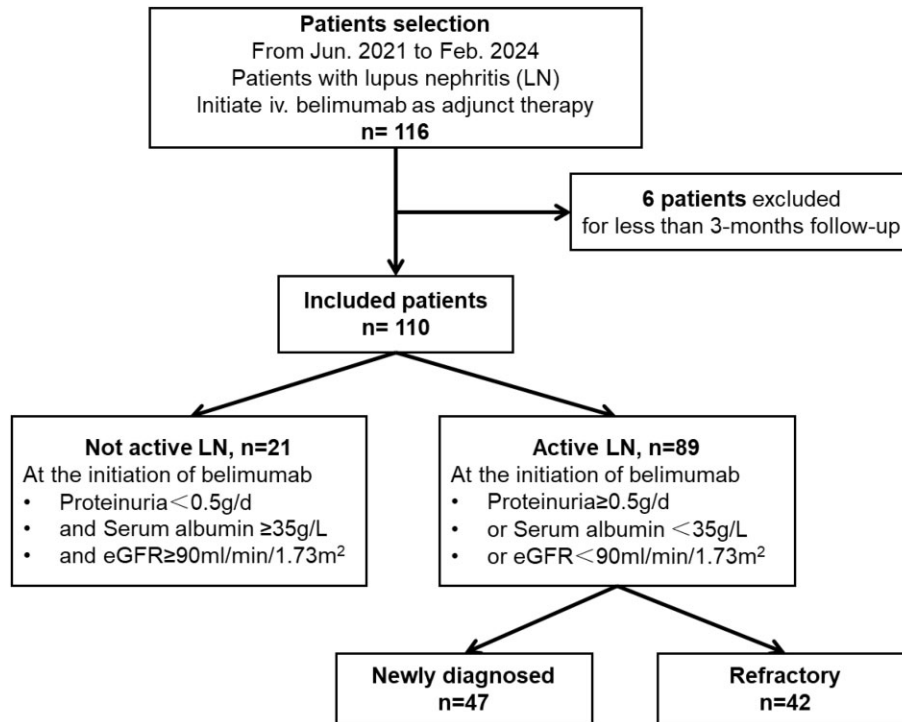 Patients selection
From Jun. 2021 to Feb. 2024
Patients with lupus nephritis (LN)
Initiate iv. belimumab as adjunct therapy
n= 116
6 patients excluded
for less than 3-months follow-up
Included patients
n= 110
Not active LN, n=21
At the initiation of belimumab
• Proteinuria<0.5g/d
• and Serum albumin ≥35g/L
• and eGFR≥90ml/min/1.73m²
Active LN, n=89
At the initiation of belimumab
• Proteinuria≥0.5g/d
• or Serum albumin <35g/L
• or eGFR<90ml/min/1.73m²
Newly diagnosed
n=47
Refractory
n=42